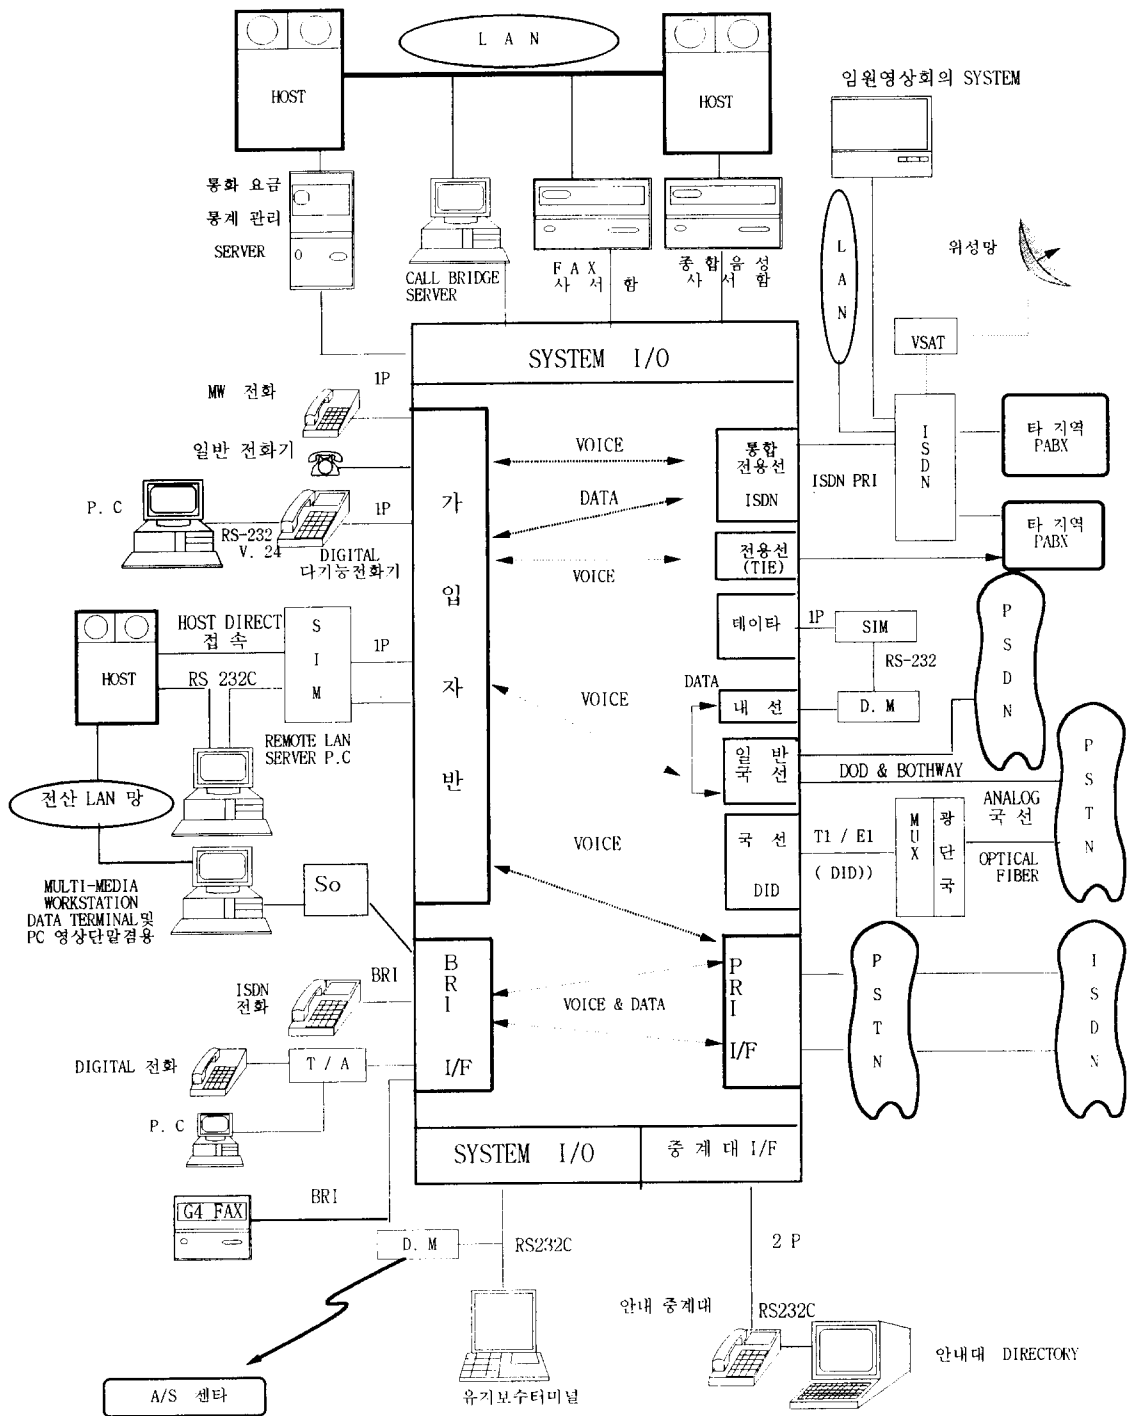 L A N
HOST
HOST
임원영상회의 SYSTEM
통화 요금
통계 관리
SERVER
CALL BRIDGE
SERVER
F A X
사 서 함
종 합 음 성
사 서 함
L A N
위성망
VSAT
SYSTEM I/O
1P
MW 전화
일반 전화기
P. C
RS-232
V. 24
1P
DIGITAL
다기능전화기
가 입 자 반
VOICE
DATA
VOICE
통합
전용선
ISDN
ISDN PRI
I S D N
타 지역
PABX
타 지역
PABX
전용선
(TIE)
데이타
1P
SIM
RS-232
D. M
P S D N
HOST
HOST DIRECT
접 속
RS 232C
S I M
1P
REMOTE LAN
SERVER P.C
전산 LAN 망
VOICE
DATA
내 선
일 반
국 선
DOD & BOTHWAY
ANALOG
국 선
P S T N
VOICE
국 선
DID
T1 / E1
( DID))
MUX
광 단 국
OPTICAL
FIBER
MULTI-MEDIA
WORKSTATION
DATA TERMINAL및
PC 영상단말겸용
So
BRI
I/F
BRI
ISDN
전화
VOICE & DATA
PRI
I/F
P S T N
I S D N
DIGITAL 전화
T / A
P. C
G4 FAX
BRI
SYSTEM I/O
중 계 대 I/F
D. M
RS232C
2 P
안내 중계대
RS232C
안내대 DIRECTORY
유지보수터미널
A/S 센타